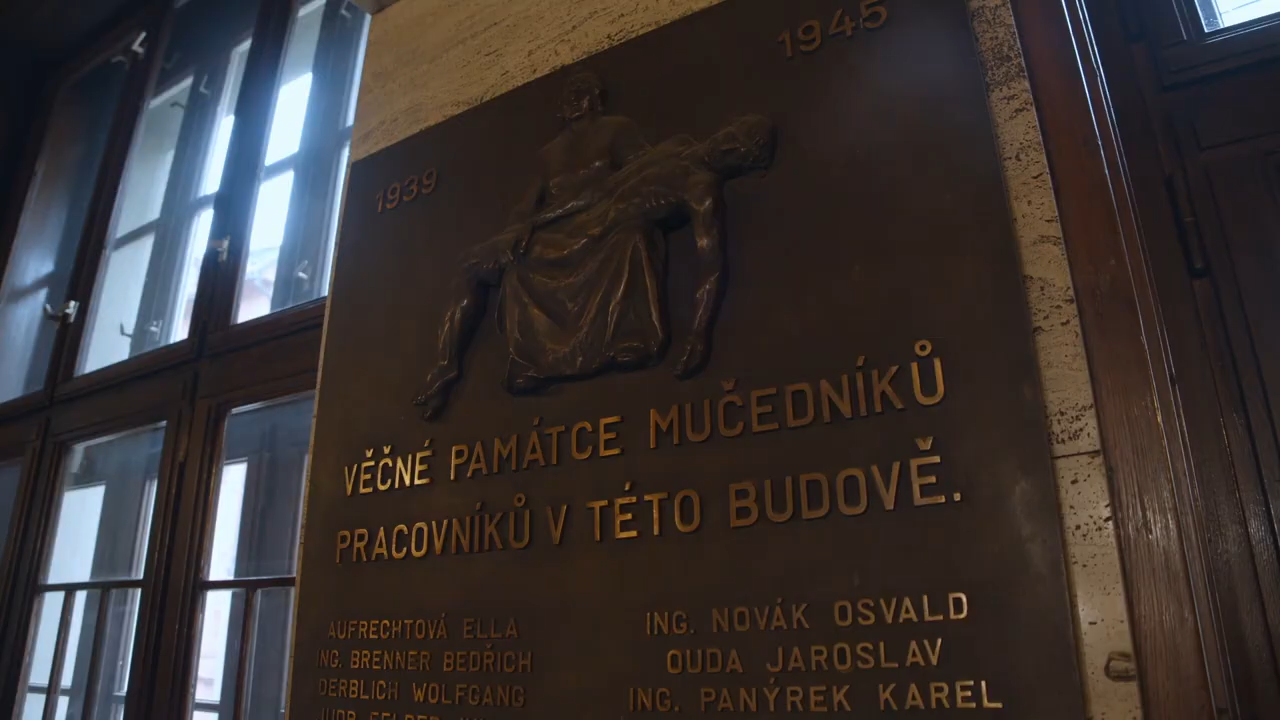 1939
1945
VĚČNÉ PAMÁTCE MUČEDNÍKŮ
PRACOVNÍKŮ V TÉTO BUDOVĚ.
AUFRECHTOVÁ ELLA
ING. BRENNER BEDŘICH
DERBLICH WOLFGANG
ING. NOVÁK OSVALD
OUDA JAROSLAV
ING. PANÝREK KAREL